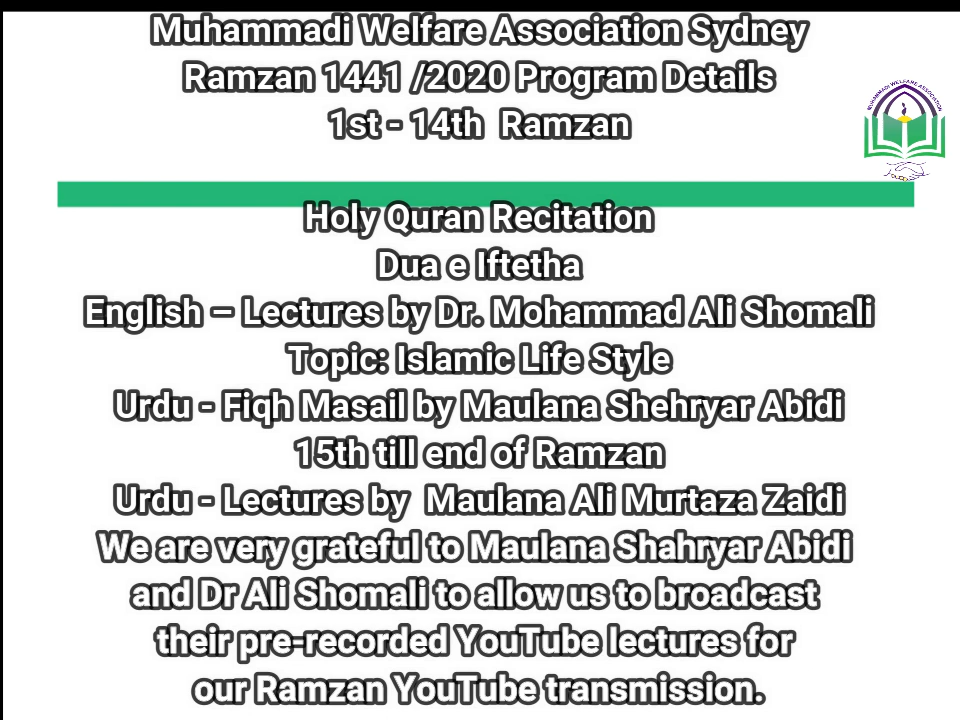 Muhammadi Welfare Association Sydney
Ramzan 1441 /2020 Program Details
1st - 14th Ramzan
MUHAMMADI WELFARE ASSOCIATION
Holy Quran Recitation
Dua e Iftetha
English – Lectures by Dr. Mohammad Ali Shomali
Topic: Islamic Life Style
Urdu - Fiqh Masail by Maulana Shehryar Abidi
15th till end of Ramzan
Urdu - Lectures by Maulana Ali Murtaza Zaidi
We are very grateful to Maulana Shahryar Abidi
and Dr Ali Shomali to allow us to broadcast
their pre-recorded YouTube lectures for
our Ramzan YouTube transmission.